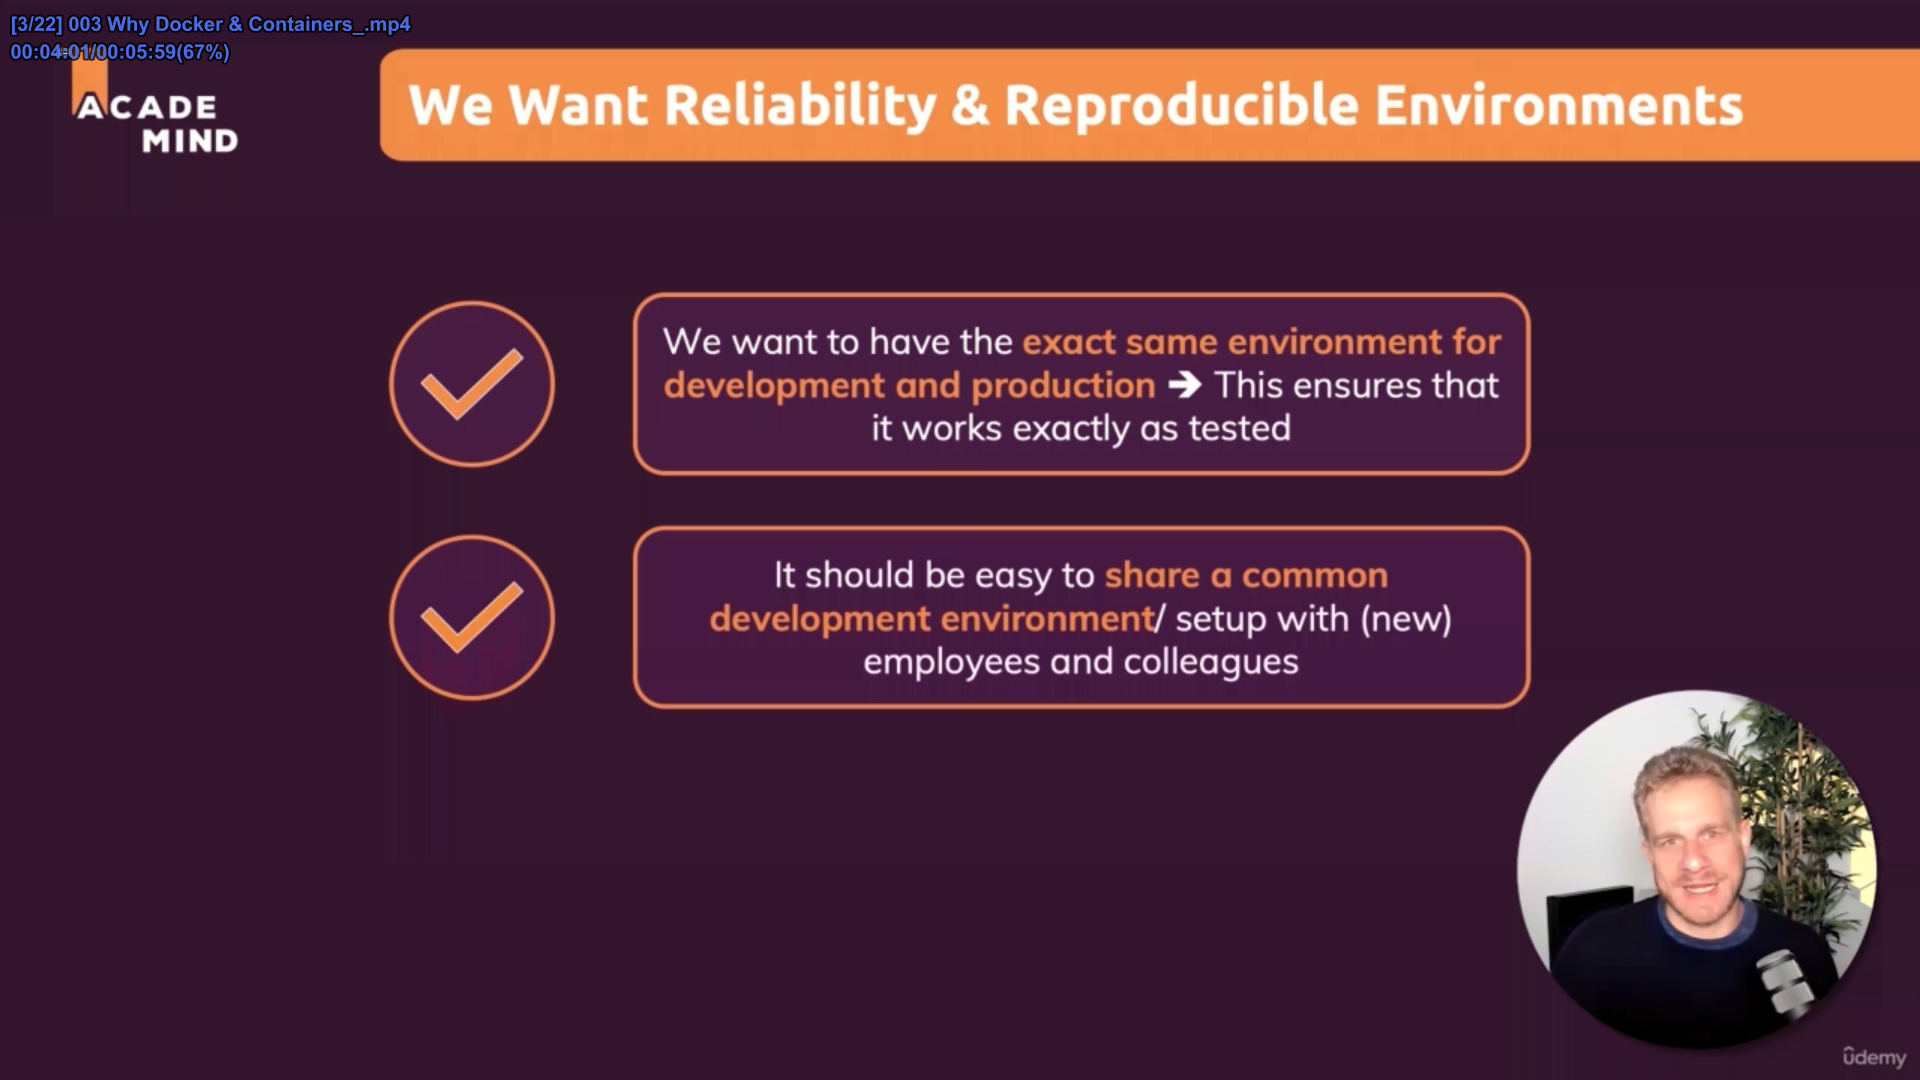 [3/22] 003 Why Docker & Containers_.mp4
00:04:01/00:05:59(67%)
ACADE
MIND
We Want Reliability & Reproducible Environments
We want to have the exact same environment for
development and production ➔ This ensures that
it works exactly as tested
It should be easy to share a common
development environment/ setup with (new)
employees and colleagues
ûdemy